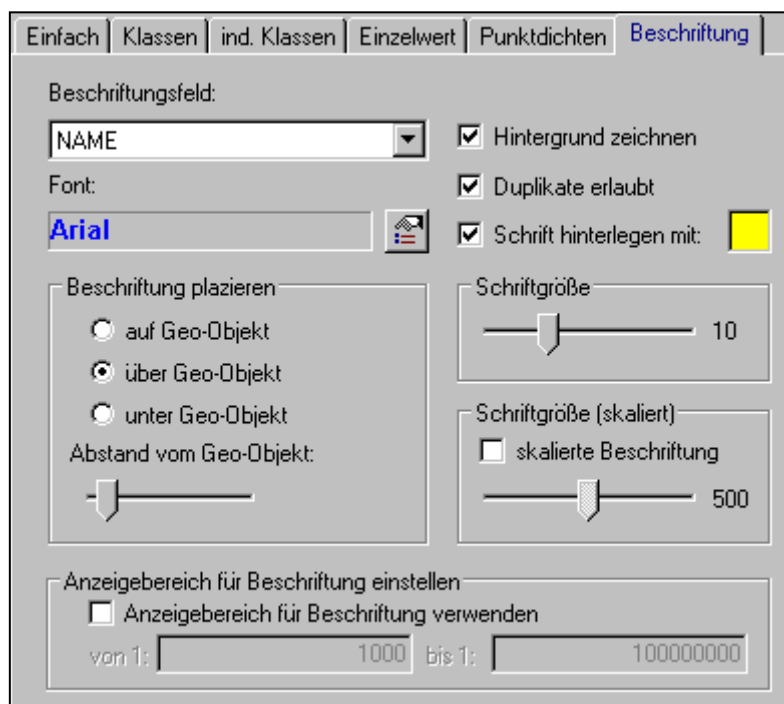 Einfach Klassen ind. Klassen Einzelwert Punktdichten Beschriftung
Beschriftungsfeld:
NAME
Hintergrund zeichnen
Font:
Duplikate erlaubt
Arial
Schrift hinterlegen mit:
Beschriftung plazieren
auf Geo-Objekt
über Geo-Objekt
unter Geo-Objekt
Abstand vom Geo-Objekt:
Schriftgröße
10
Schriftgröße (skaliert)
skalierte Beschriftung
500
Anzeigebereich für Beschriftung einstellen
Anzeigebereich für Beschriftung verwenden
von 1: 1000 bis 1: 100000000